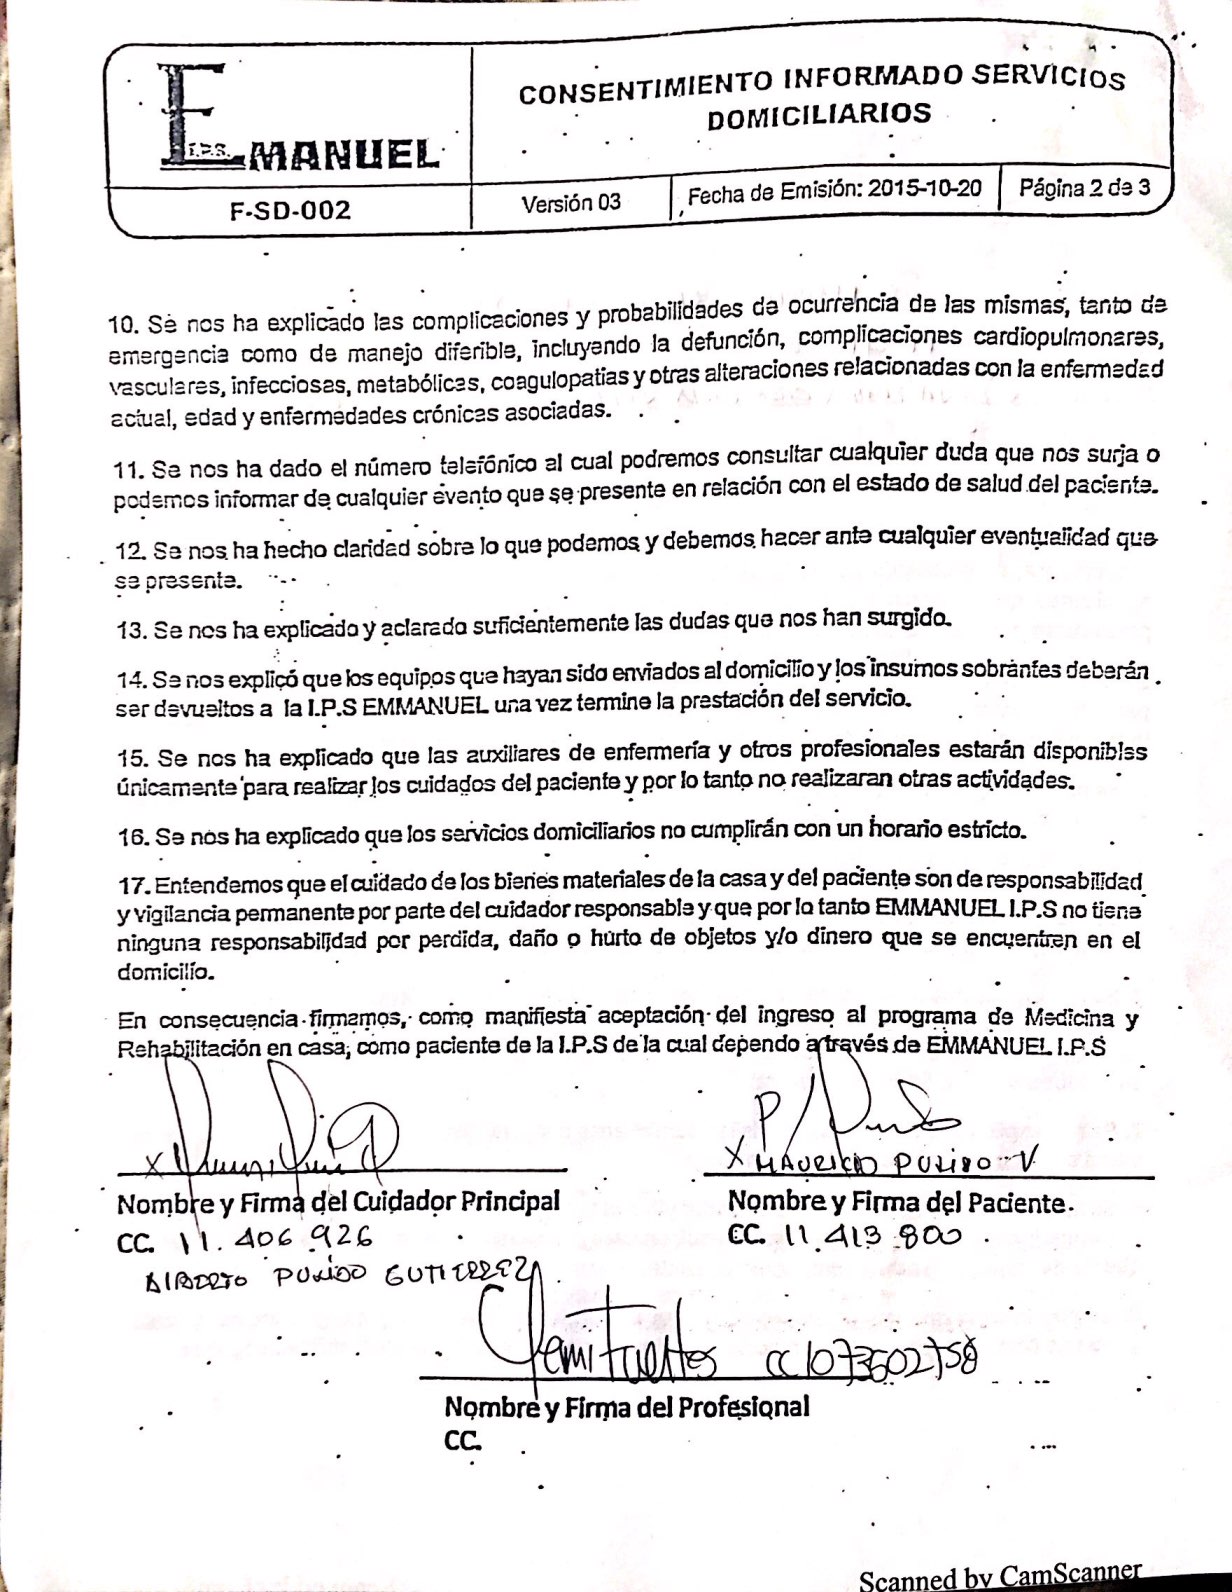 EMANUEL
I.P.S.
CONSENTIMIENTO INFORMADO SERVICIOS
DOMICILIARIOS
F-SD-002
Versión 03
Fecha de Emisión: 2015-10-20
Página 2 de 3
10. Se nos ha explicado las complicaciones y probabilidades de ocurrencia de las mismas, tanto de
emergencia como de manejo diferible, incluyendo la defunción, complicaciones cardiopulmonares,
vasculares, infecciosas, metabólicas, coagulopatias y otras alteraciones relacionadas con la enfermedad
actual, edad y enfermedades crónicas asociadas.
11. Se nos ha dado el número telefónico al cual podremos consultar cualquier duda que nos surja o
podemos informar de cualquier evento que se presente en relación con el estado de salud del paciente.
12. Se nos ha hecho claridad sobre lo que podemos y debemos hacer ante cualquier eventualidad que
se presente.
13. Se nos ha explicado y aclarado suficientemente las dudas que nos han surgido.
14. Se nos explicó que los equipos que hayan sido enviados al domicilio y los insumos sobrantes deberán
ser devueltos a la I.P.S EMMANUEL una vez termine la prestación del servicio.
15. Se nos ha explicado que las auxiliares de enfermería y otros profesionales estarán disponibles
únicamente para realizar los cuidados del paciente y por lo tanto no realizaran otras actividades.
16. Se nos ha explicado que los servicios domiciliarios no cumplirán con un horario estricto.
17. Entendemos que el cuidado de los bienes materiales de la casa y del paciente son de responsabilidad
y vigilancia permanente por parte del cuidador responsable y que por lo tanto EMMANUEL I.P.S no tiene
ninguna responsabilidad por perdida, daño o hurto de objetos y/o dinero que se encuentren en el
domicilio.
En consecuencia firmamos, como manifiesta aceptación del ingreso al programa de Medicina y
Rehabilitación en casa, como paciente de la I.P.S de la cual dependo através de EMMANUEL I.P.S
X
P/
X MAURICIO PULIDO V
Nombre y Firma del Cuidador Principal
Nombre y Firma del Paciente.
CC. 11.406.926
CC. 11.413.800
AlBERTO PULIDO GUTIERREZ
Yemi Fuentes CC 1073602758
Nombre y Firma del Profesional
CC.
Scanned by CamScanner